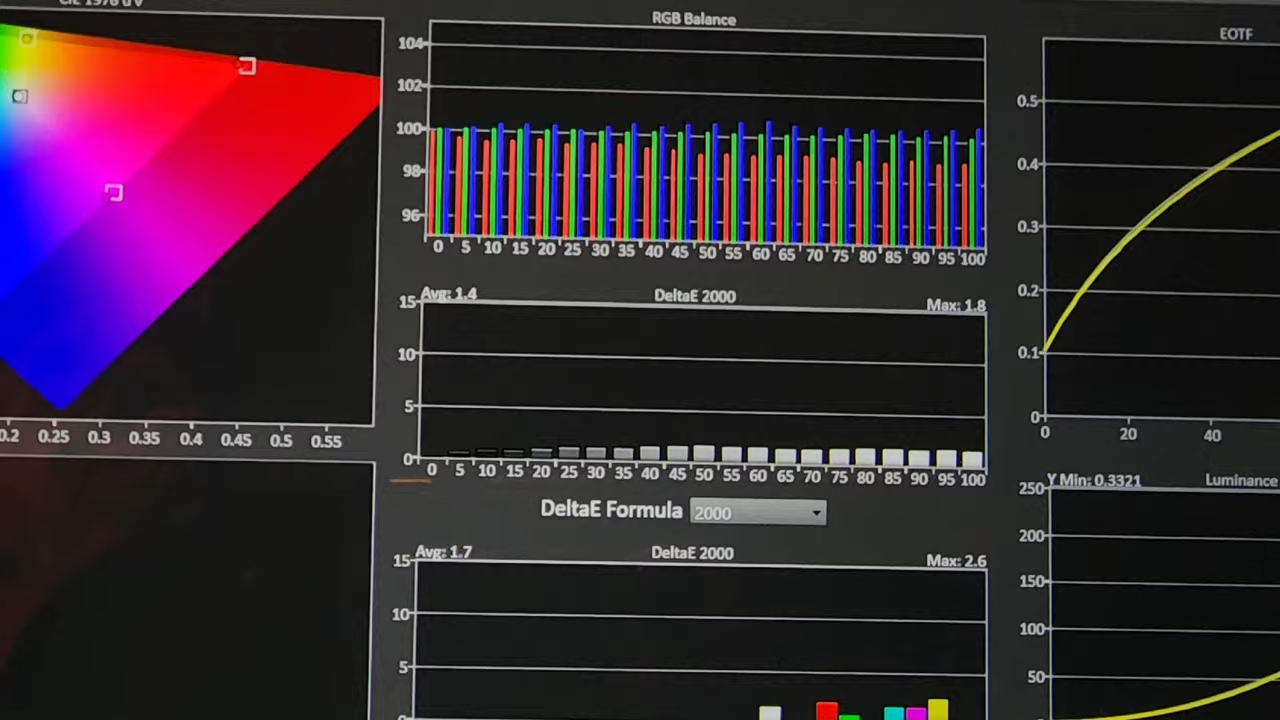 CIE 1976 u'v'
0.2 0.25 0.3 0.35 0.4 0.45 0.5 0.55
RGB Balance
104
102
100
98
96
0 5 10 15 20 25 30 35 40 45 50 55 60 65 70 75 80 85 90 95 100
Avg: 1.4 DeltaE 2000 Max: 1.8
15
10
5
0
0 5 10 15 20 25 30 35 40 45 50 55 60 65 70 75 80 85 90 95 100
DeltaE Formula 2000
Avg: 1.7 DeltaE 2000 Max: 2.6
15
10
5
EOTF
0.5
0.4
0.3
0.2
0.1
0
0 20 40
Y Min: 0.3321 Luminance
250
200
150
100
50